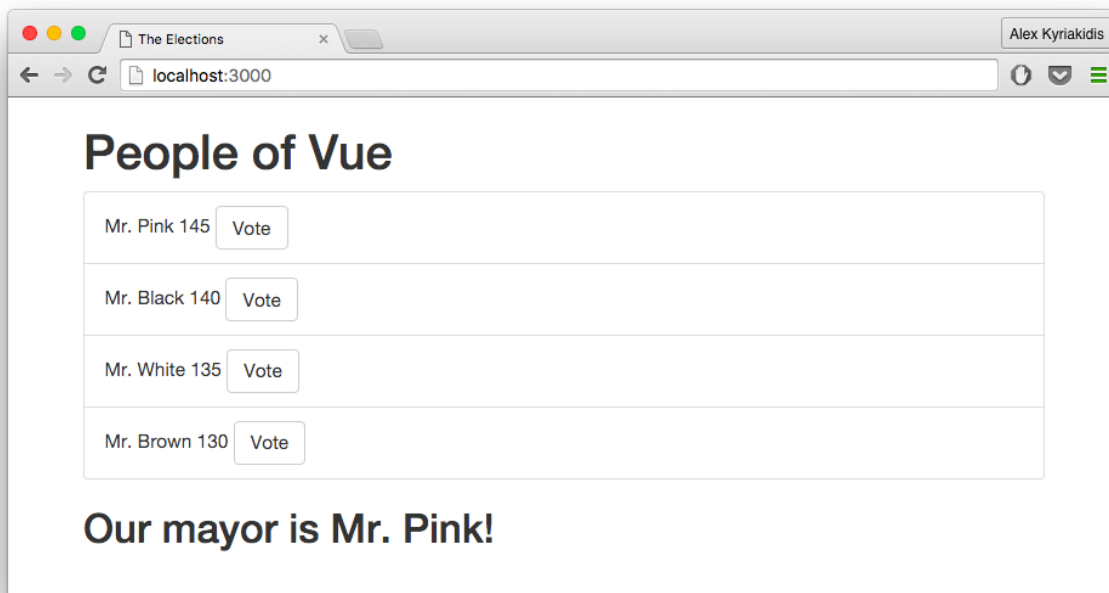 The Elections
Alex Kyriakidis
localhost:3000
People of Vue
Mr. Pink 145 Vote
Mr. Black 140 Vote
Mr. White 135 Vote
Mr. Brown 130 Vote
Our mayor is Mr. Pink!